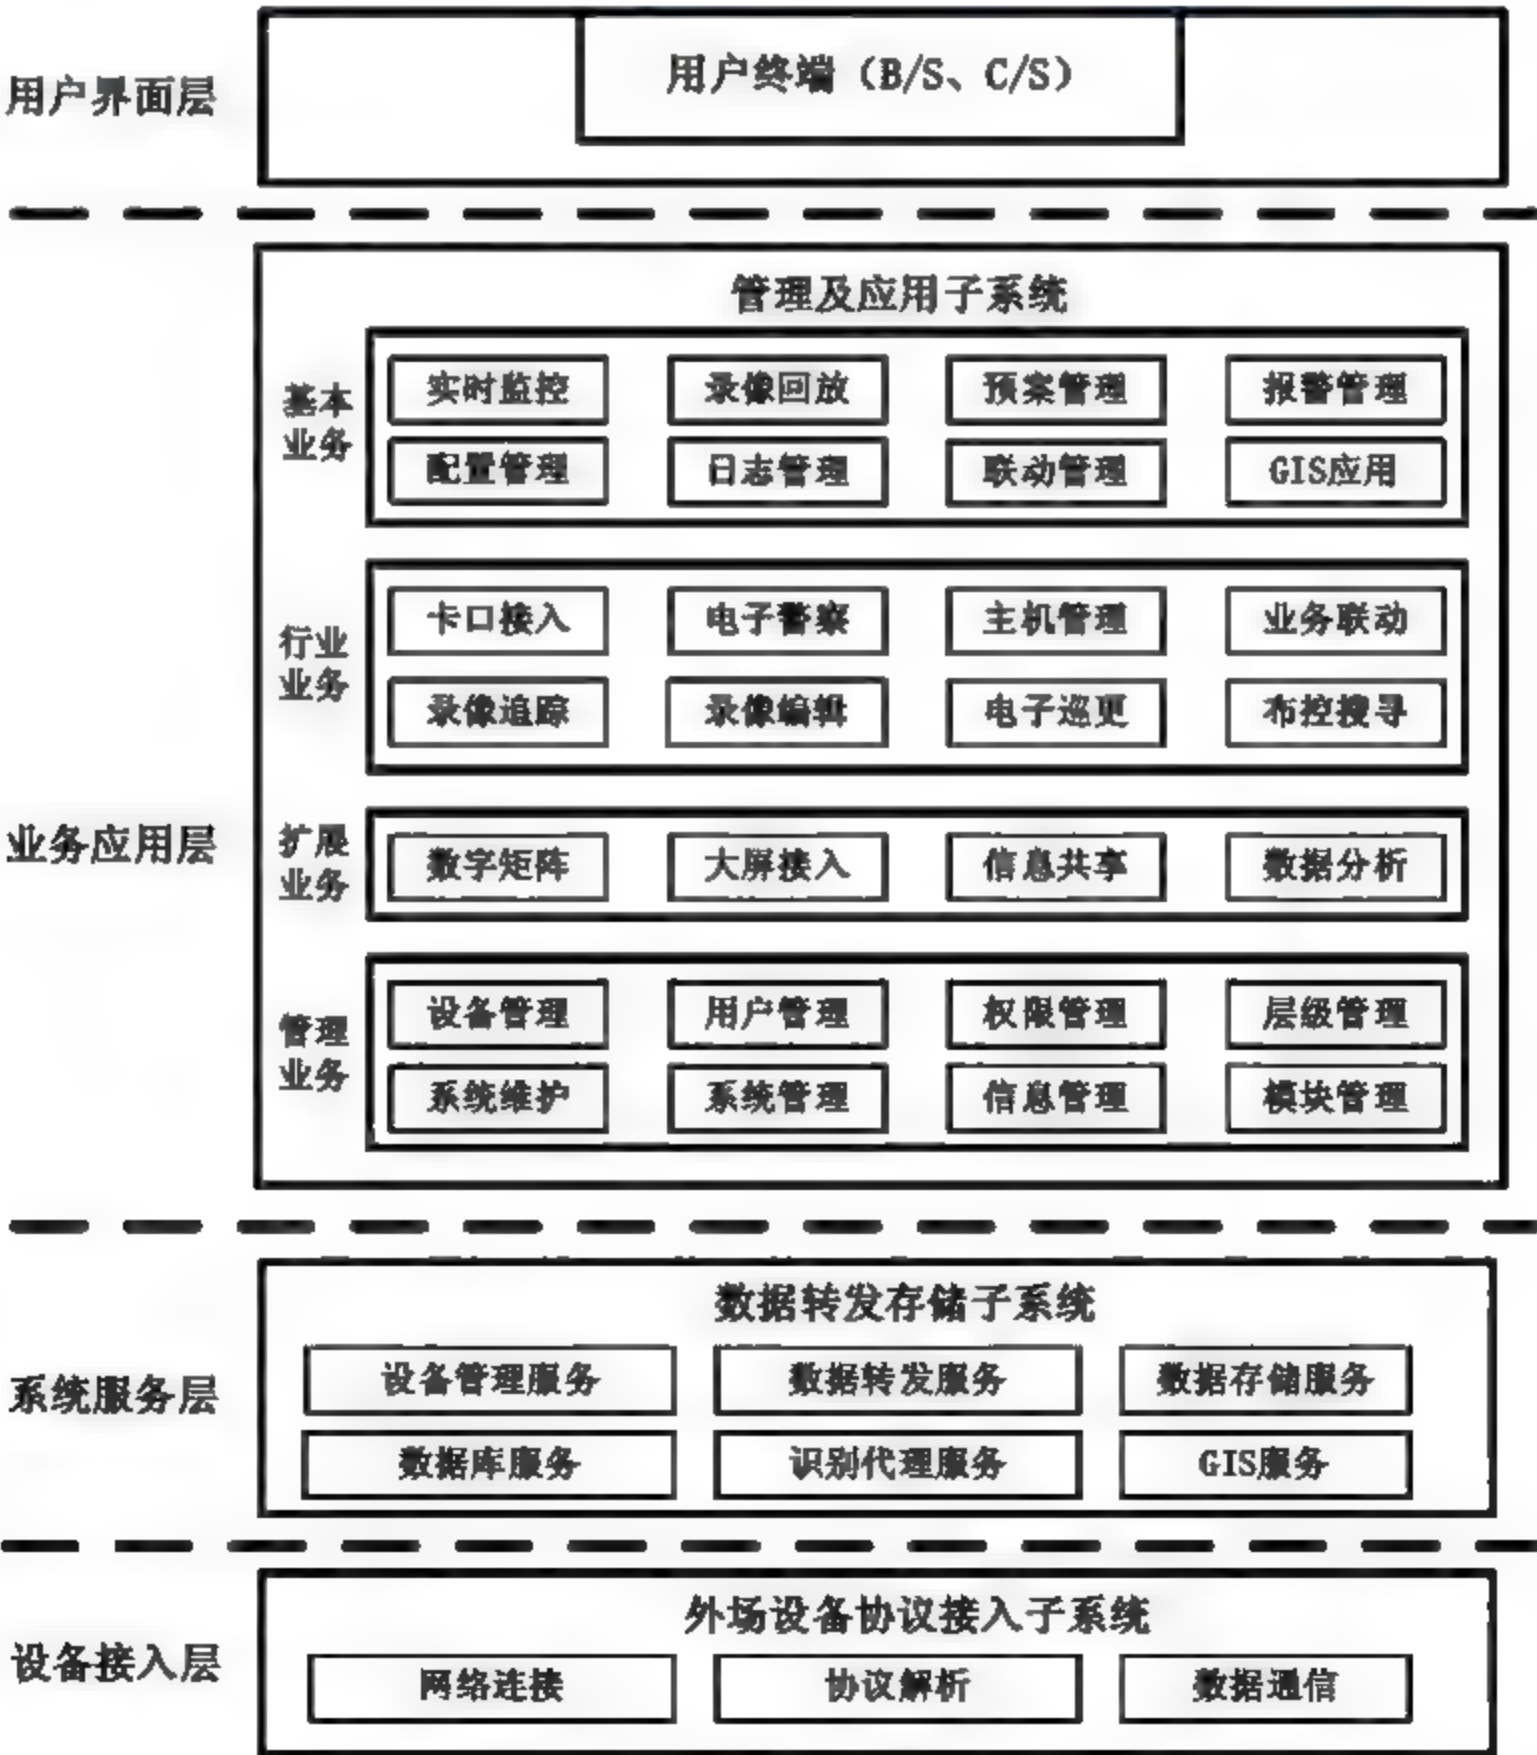 用户界面层
用户终端（B/S、C/S）
管理及应用子系统
基本
业务
实时监控
录像回放
预案管理
报警管理
配置管理
日志管理
联动管理
GIS应用
行业
业务
卡口接入
电子警察
主机管理
业务联动
录像追踪
录像编辑
电子巡更
布控搜寻
业务应用层
扩展
业务
数字矩阵
大屏接入
信息共享
数据分析
管理
业务
设备管理
用户管理
权限管理
层级管理
系统维护
系统管理
信息管理
模块管理
系统服务层
数据转发存储子系统
设备管理服务
数据转发服务
数据存储服务
数据库服务
识别代理服务
GIS服务
设备接入层
外场设备协议接入子系统
网络连接
协议解析
数据通信